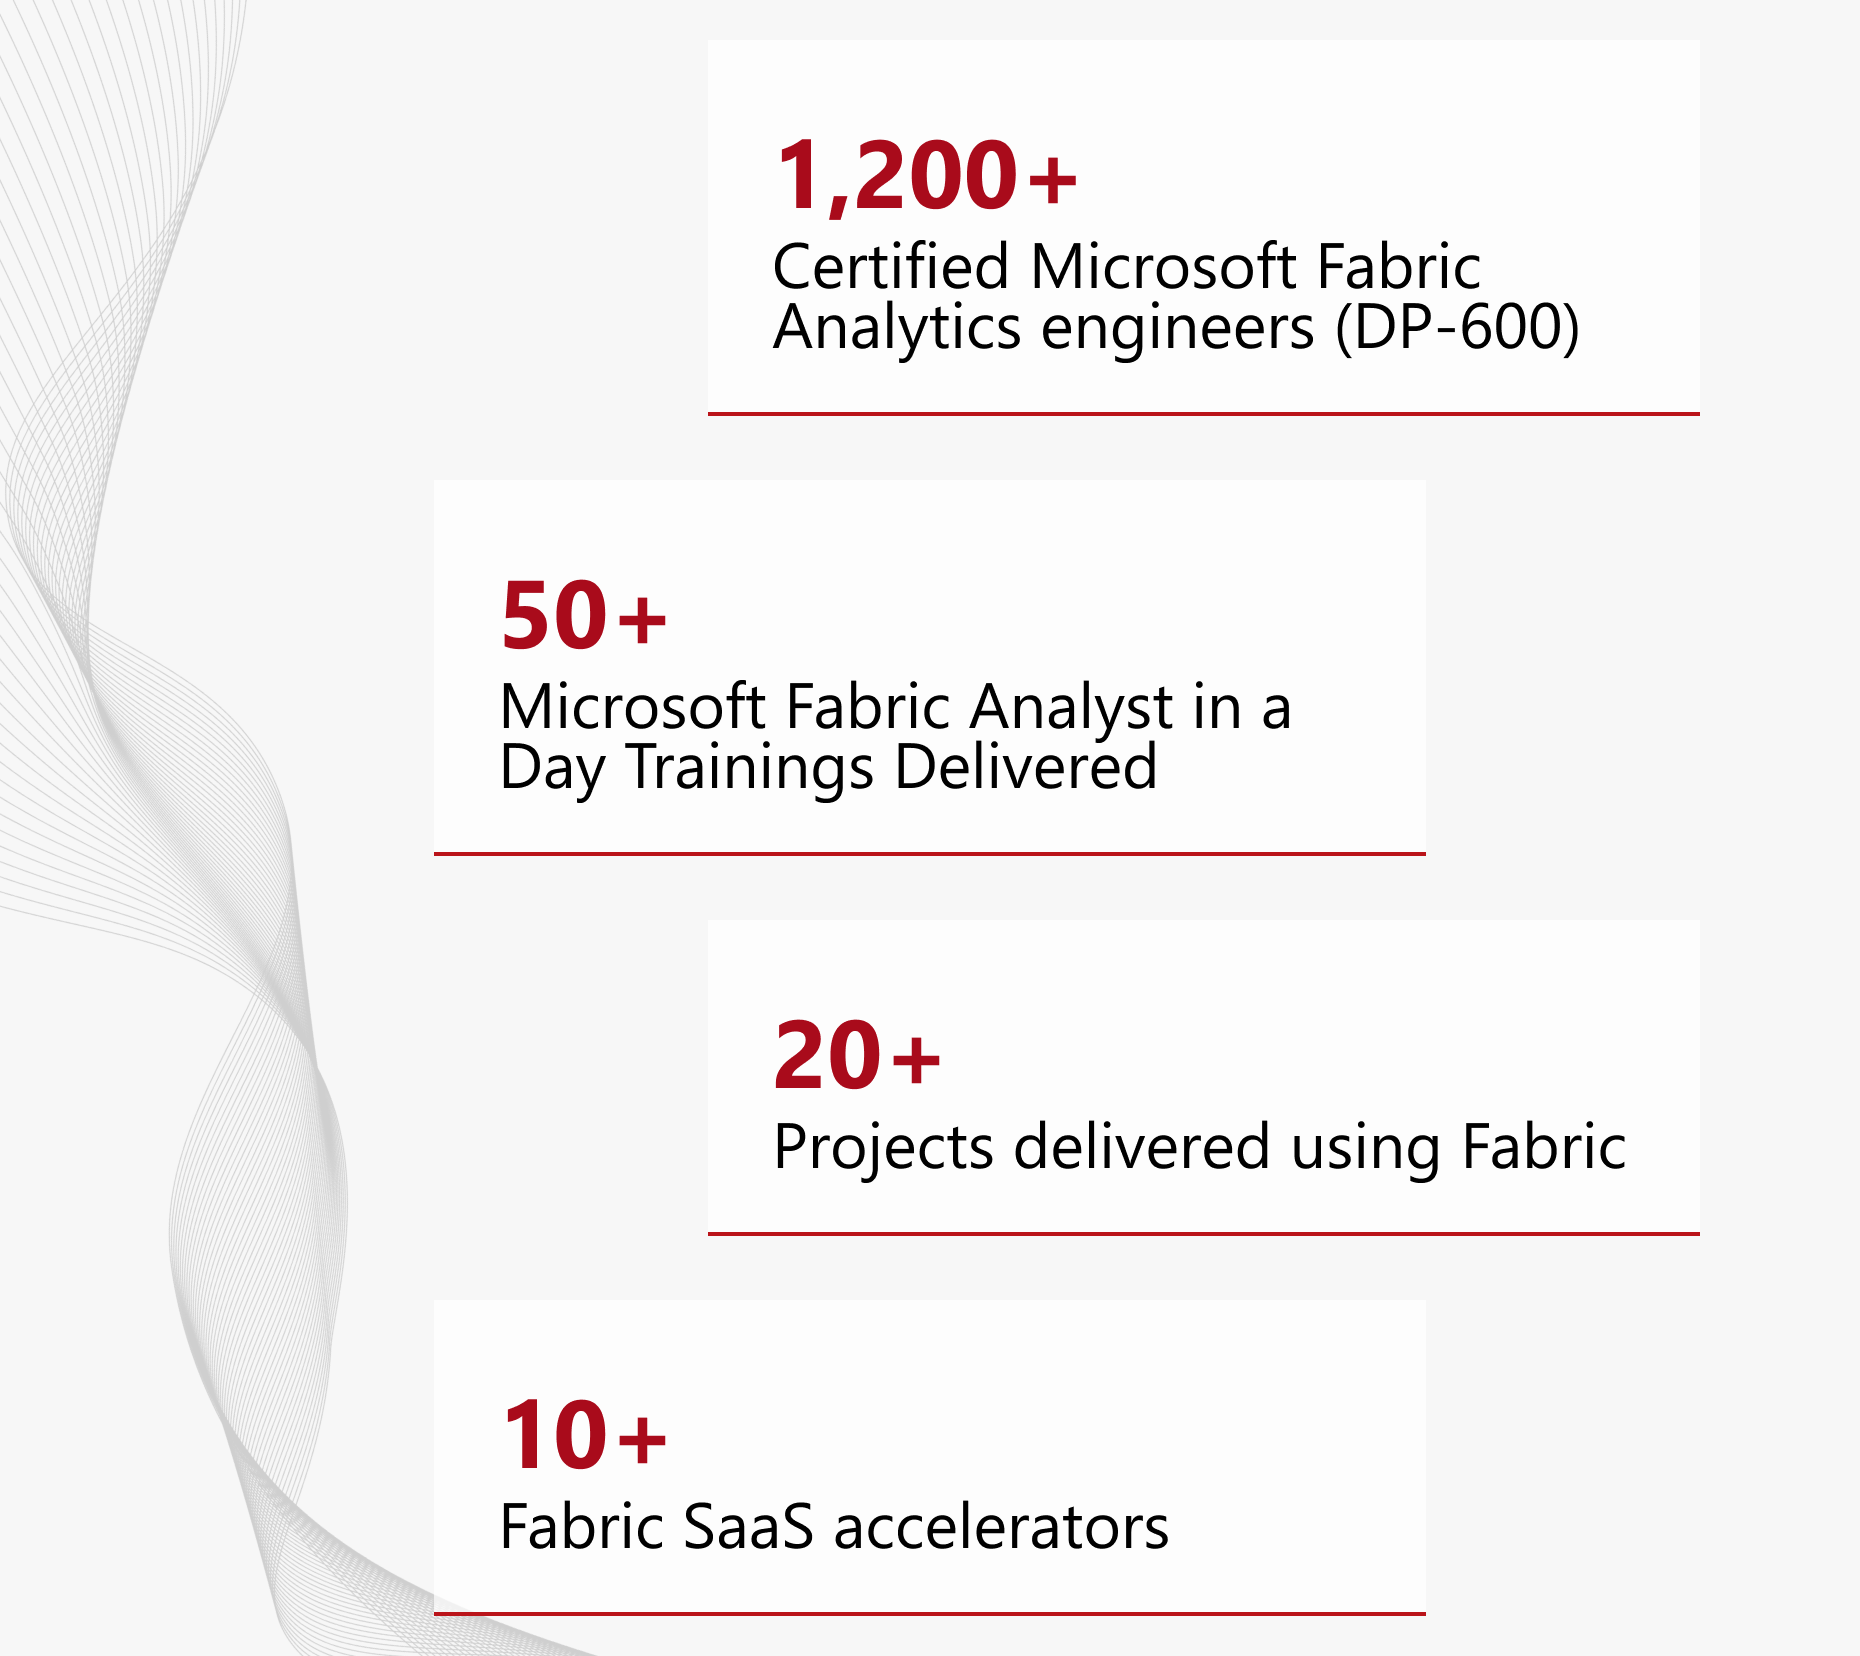 1,200+
Certified Microsoft Fabric
Analytics engineers (DP-600)
50+
Microsoft Fabric Analyst in a
Day Trainings Delivered
20+
Projects delivered using Fabric
10+
Fabric SaaS accelerators